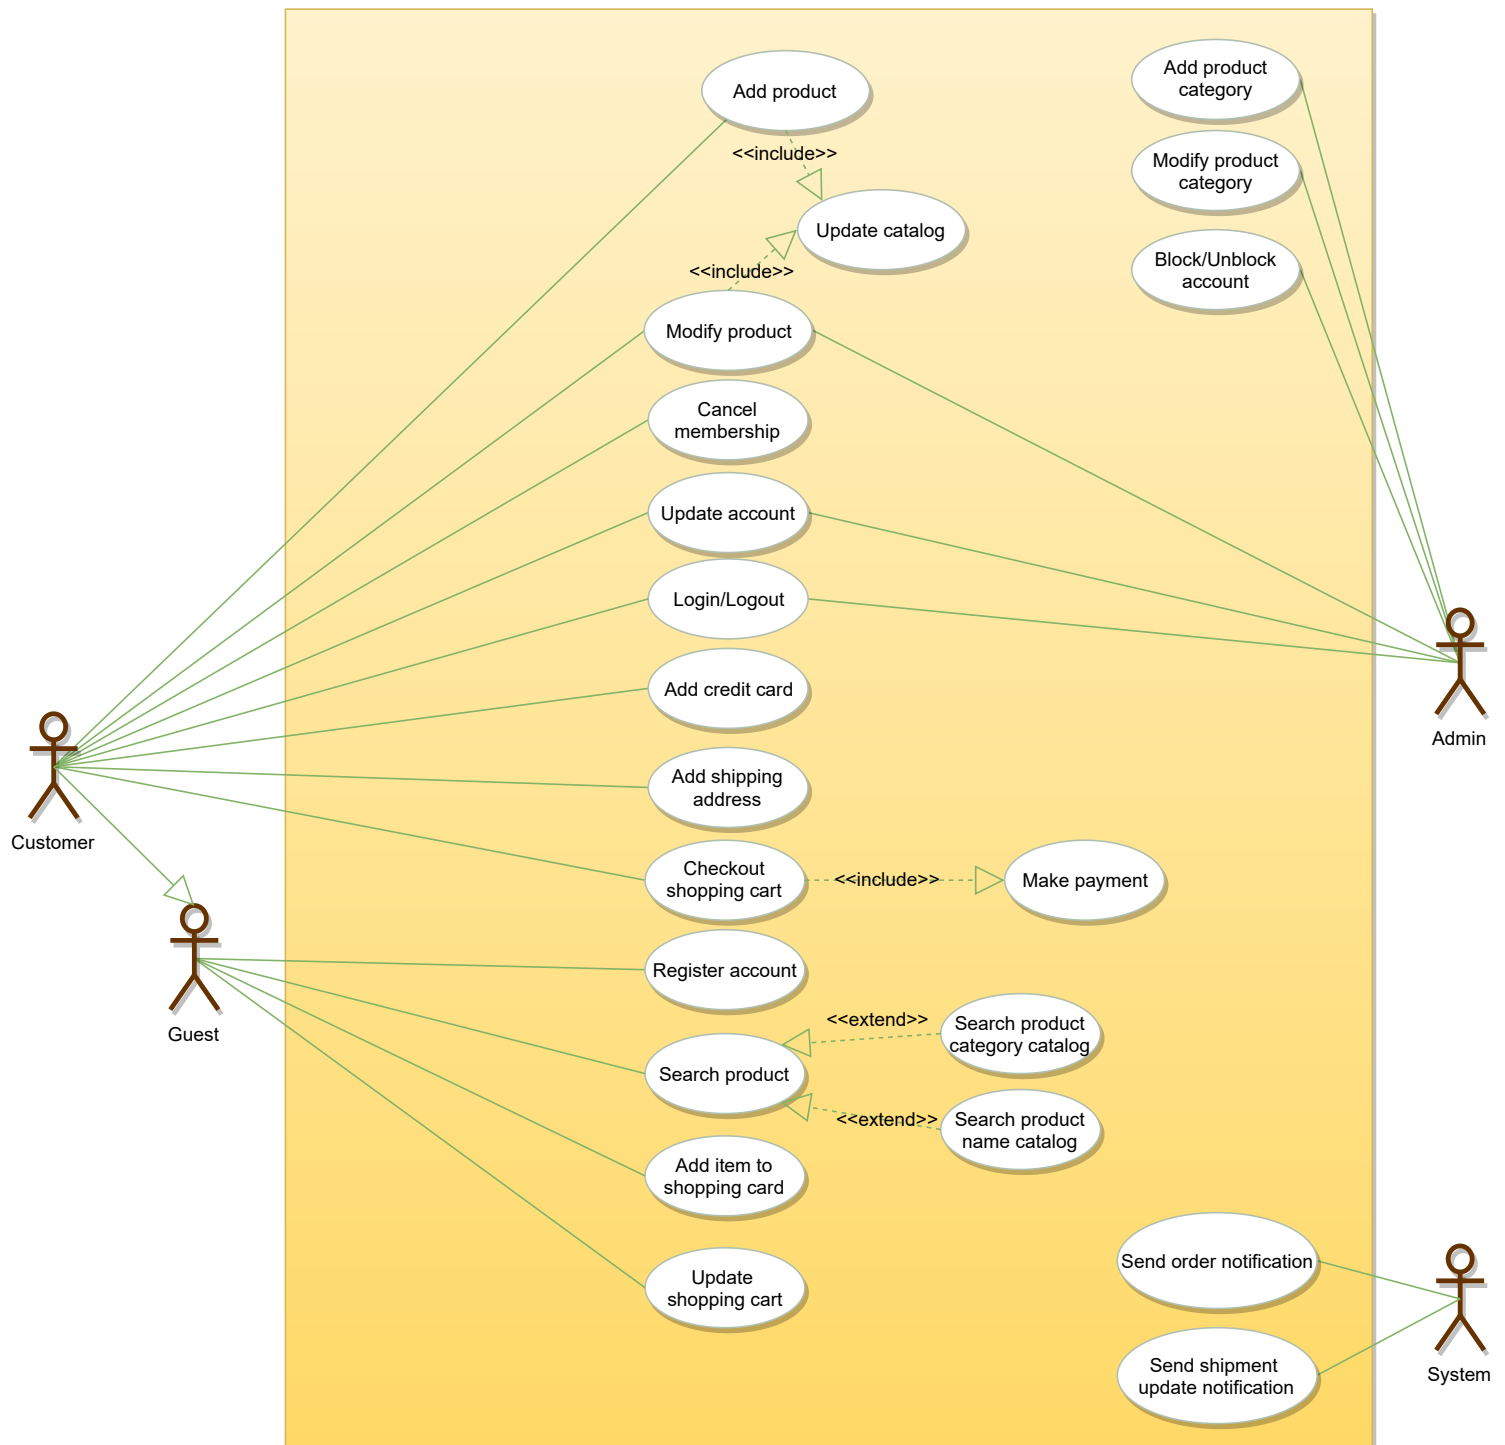 Add product
Add product
category
<<include>>
Modify product
category
Update catalog
Block/Unblock
account
<<include>>
Modify product
Cancel
membership
Update account
Login/Logout
Add credit card
Admin
Add shipping
address
Customer
Checkout
shopping cart
<<include>>
Make payment
Register account
Guest
<<extend>>
Search product
category catalog
Search product
<<extend>>
Search product
name catalog
Add item to
shopping card
Send order notification
Update
shopping cart
Send shipment
update notification
System